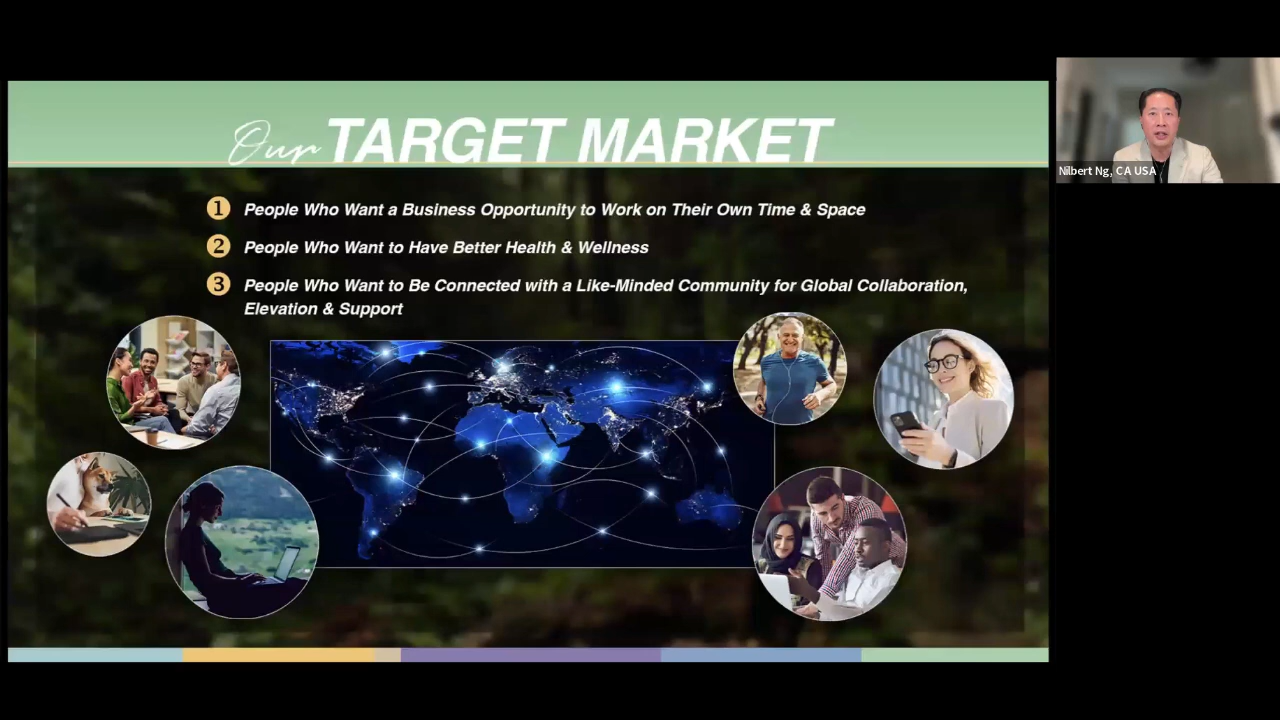 Our TARGET MARKET
1 People Who Want a Business Opportunity to Work on Their Own Time & Space
2 People Who Want to Have Better Health & Wellness
3 People Who Want to Be Connected with a Like-Minded Community for Global Collaboration,
Elevation & Support
Nilbert Ng, CA USA